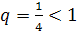 q = 1/4 < 1